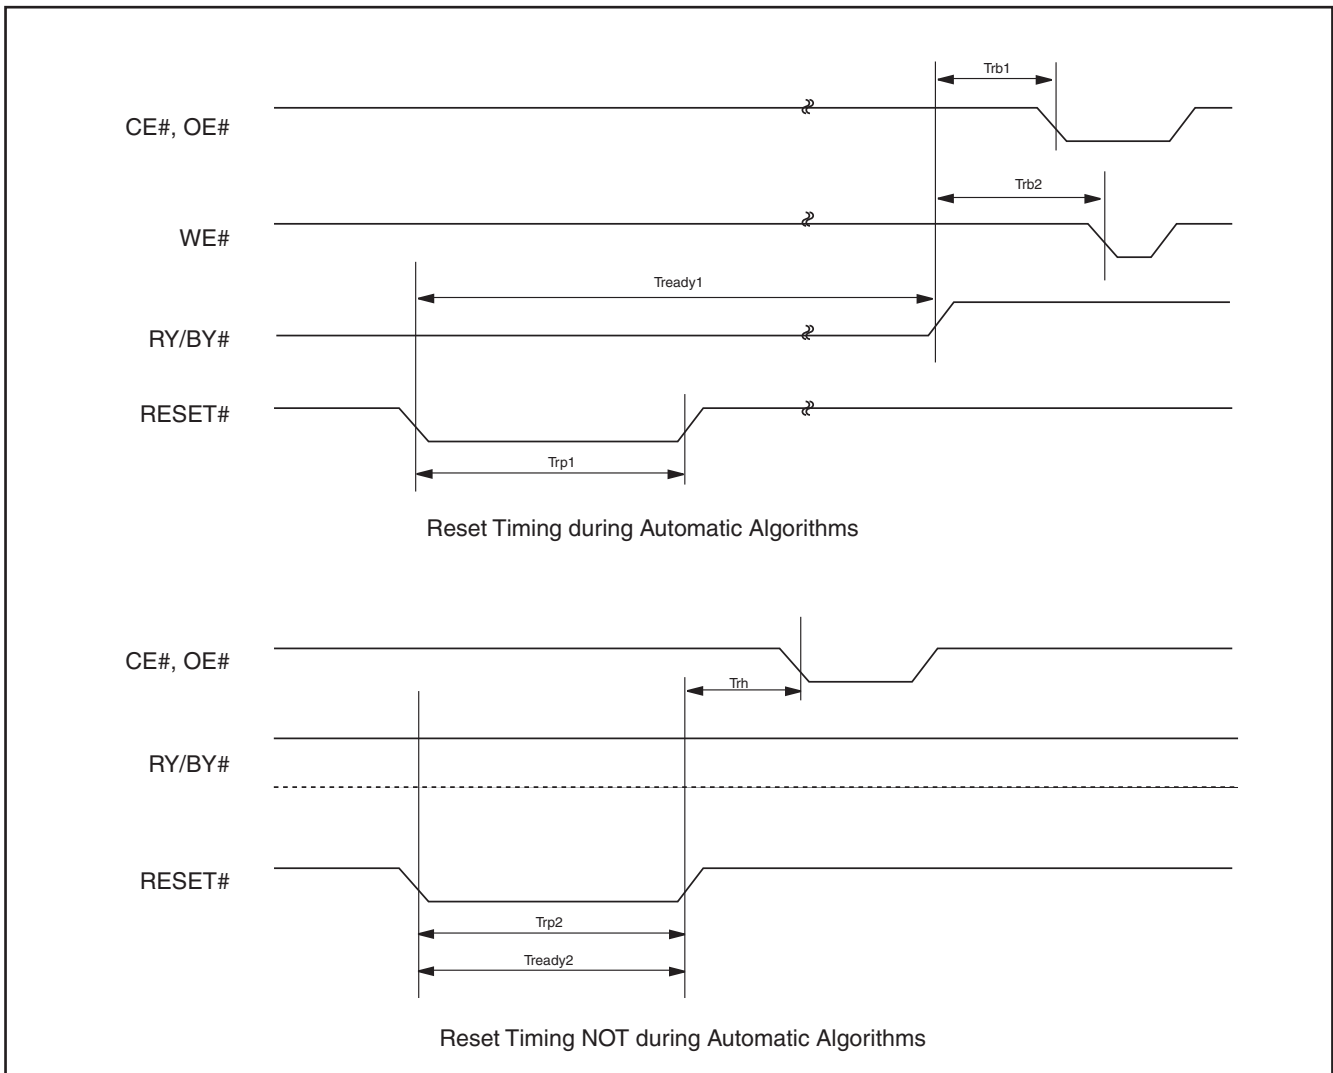 Trb1
CE#, OE#
Trb2
WE#
Tready1
RY/BY#
RESET#
Trp1
Reset Timing during Automatic Algorithms
CE#, OE#
Trh
RY/BY#
RESET#
Trp2
Tready2
Reset Timing NOT during Automatic Algorithms